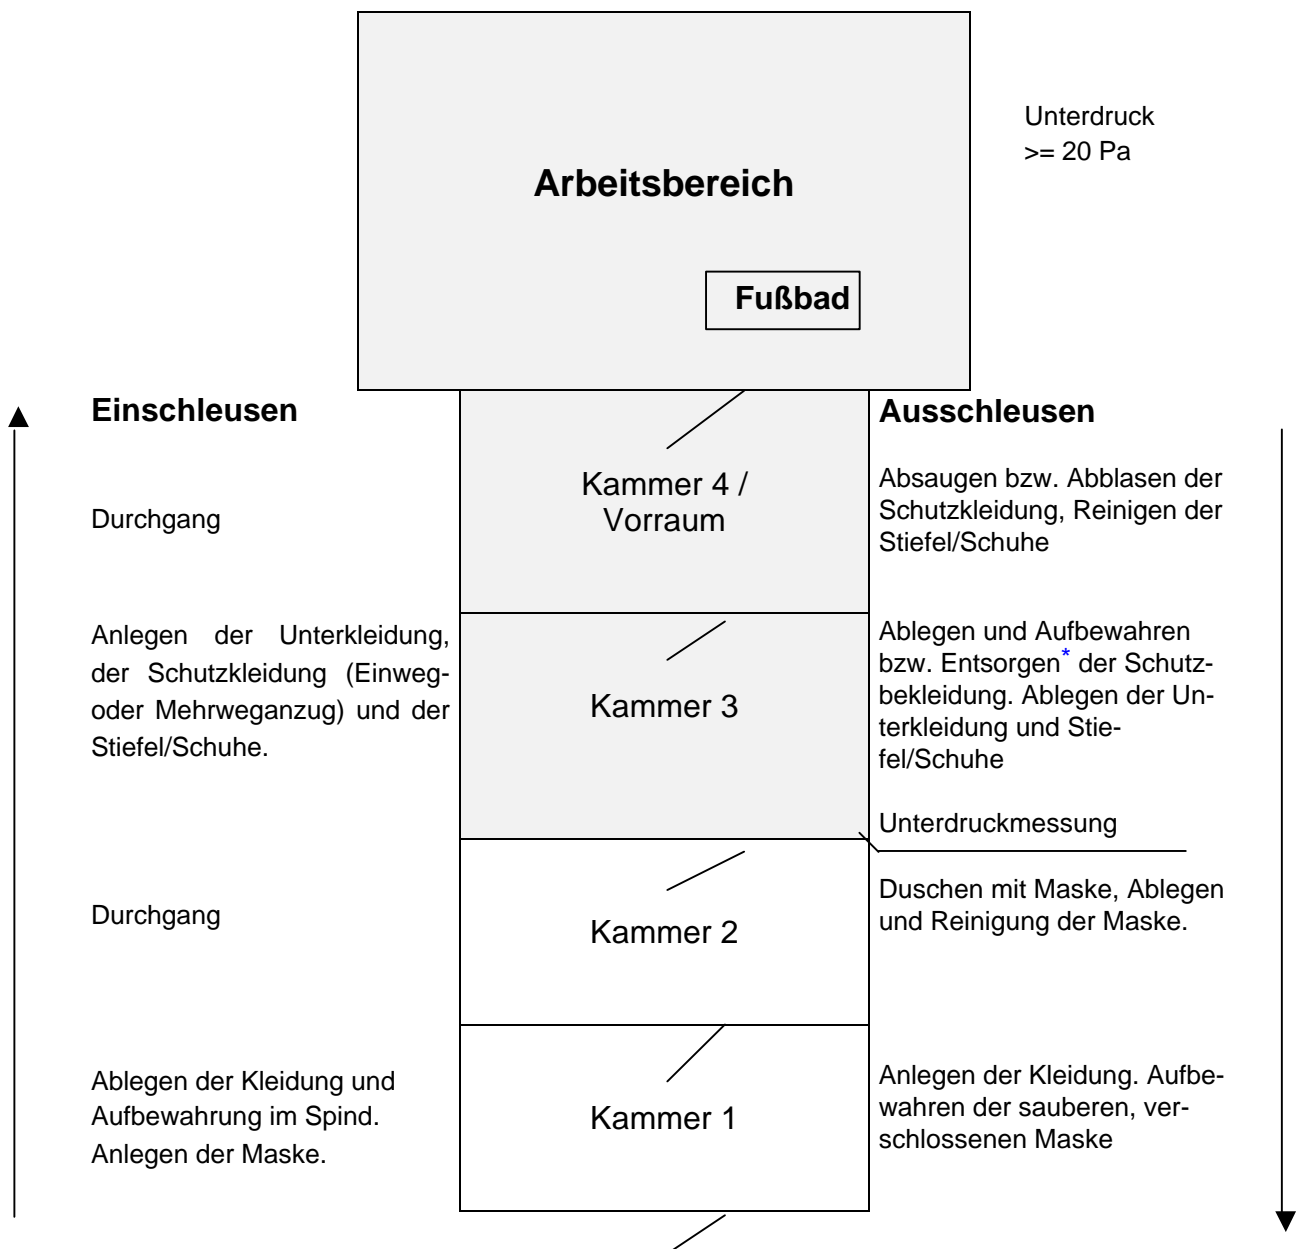 Unterdruck
>= 20 Pa
Arbeitsbereich
Fußbad
Einschleusen
Ausschleusen
Durchgang
Kammer 4 /
Vorraum
Absaugen bzw. Abblasen der
Schutzkleidung, Reinigen der
Stiefel/Schuhe
Anlegen der Unterkleidung,
der Schutzkleidung (Einweg-
oder Mehrweganzug) und der
Stiefel/Schuhe.
Kammer 3
Ablegen und Aufbewahren
bzw. Entsorgen* der Schutz-
bekleidung. Ablegen der Un-
terkleidung und Stie-
fel/Schuhe
Unterdruckmessung
Durchgang
Kammer 2
Duschen mit Maske, Ablegen
und Reinigung der Maske.
Ablegen der Kleidung und
Aufbewahrung im Spind.
Anlegen der Maske.
Kammer 1
Anlegen der Kleidung. Aufbe-
wahren der sauberen, ver-
schlossenen Maske